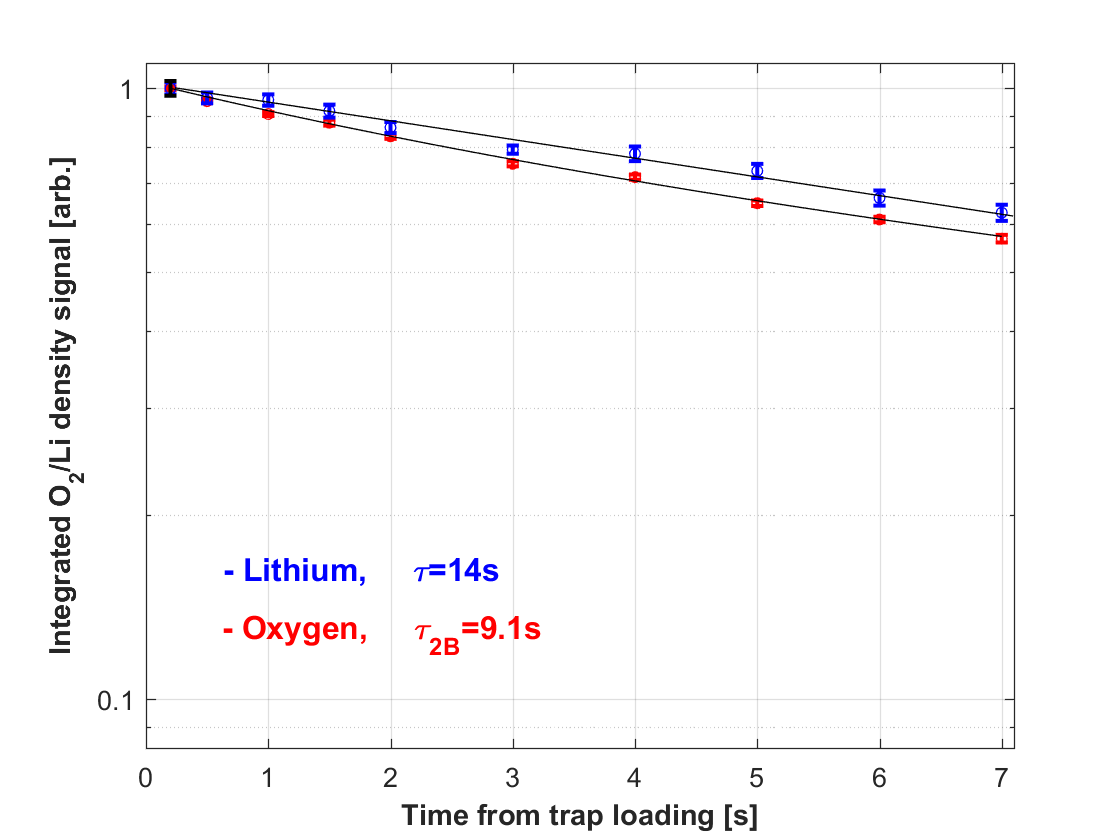 Integrated O2/Li density signal [arb.]
1
0.1
- Lithium, τ=14s
- Oxygen, τ2B=9.1s
0 1 2 3 4 5 6 7
Time from trap loading [s]